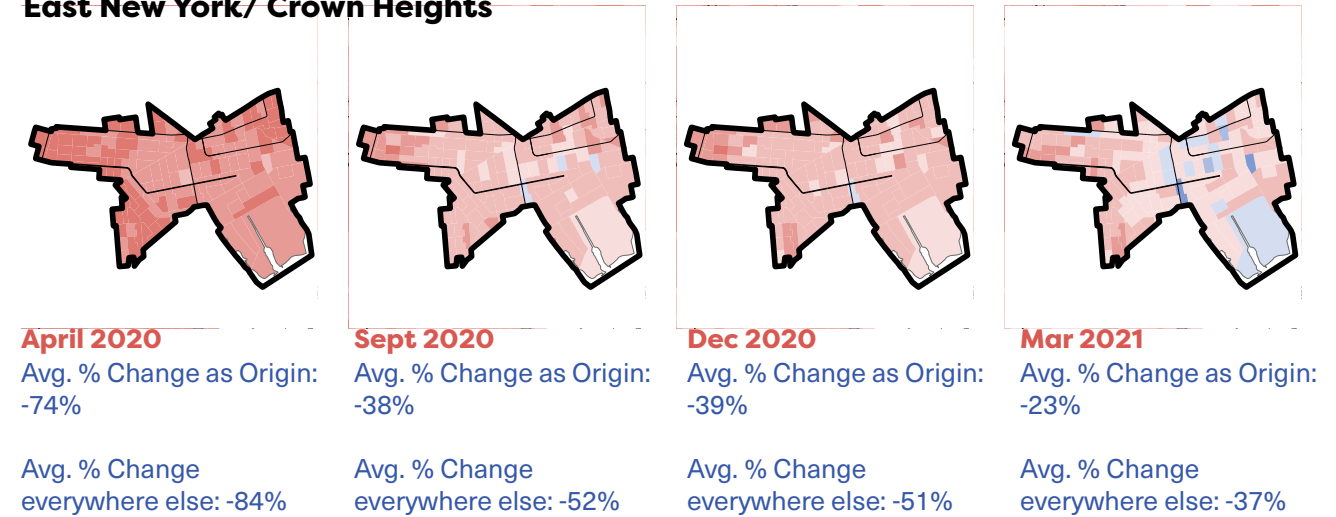 East New York/ Crown Heights
April 2020
Avg. % Change as Origin:
-74%
Avg. % Change
everywhere else: -84%
Sept 2020
Avg. % Change as Origin:
-38%
Avg. % Change
everywhere else: -52%
Dec 2020
Avg. % Change as Origin:
-39%
Avg. % Change
everywhere else: -51%
Mar 2021
Avg. % Change as Origin:
-23%
Avg. % Change
everywhere else: -37%